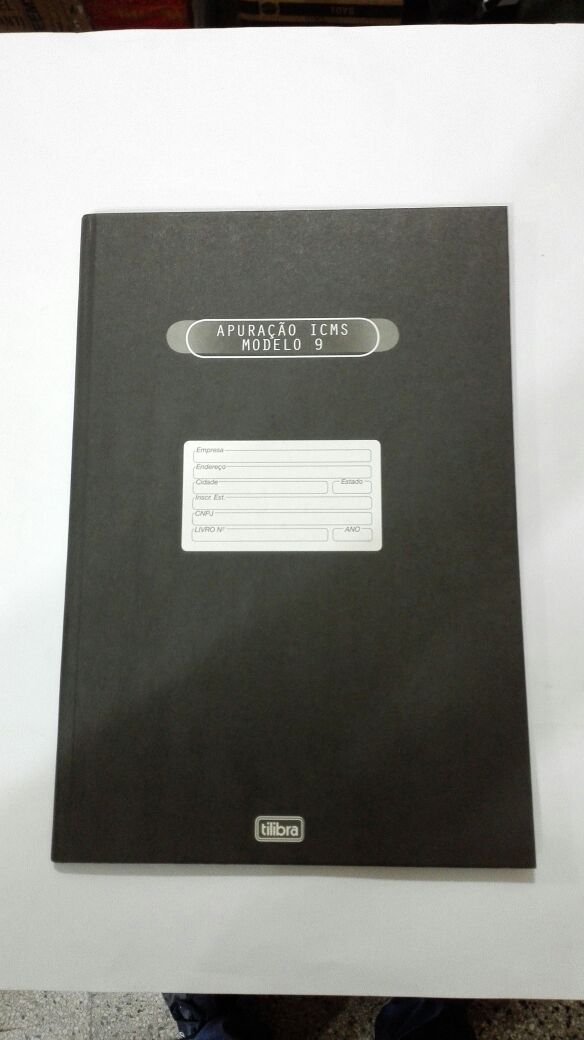 APURAÇÃO ICMS
MODELO 9
Empresa
Endereço
Cidade Estado
Inscr. Est.
CNPJ
LIVRO Nº ANO
tilibra